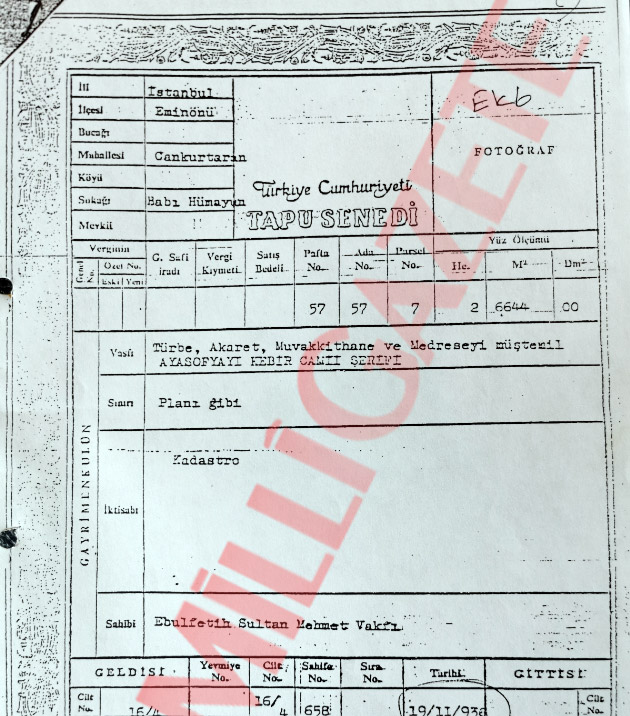 Ekb
İli İstanbul
İlçesi Eminönü
Bucağı
Mahallesi Cankurtaran
FOTOĞRAF
Köyü
Sokağı Babı Hümayun
Mevkii "
Türkiye Cumhuriyeti
TAPU SENEDİ
Verginin
Genel No.
Özel No.
Eski Yeni
G. Safi iradı
Vergi Kıymeti
Satış Bedeli
Pafta No.
Ada No.
Parsel No.
Yüz Ölçümü
He. M² Dm²
57 57 7 2 6644 00
GAYRİMENKULÜN
Vasfı Türbe, Akaret, Muvakkithane ve Medreseyi müştemil
AYASOFYAYI KEBİR CAMİİ ŞERİFİ
Sınırı Planı gibi
İktisabı Kadastro
Sahibi Ebulfetih Sultan Mehmet Vakfı
GELDİSİ Yevmiye No. Cilt No. Sahife No. Sıra No. Tarihi GİTTİSİ
Cilt No. 16/4 16/4 658 19/11/936 Cilt No.
MİLLİ GAZETE